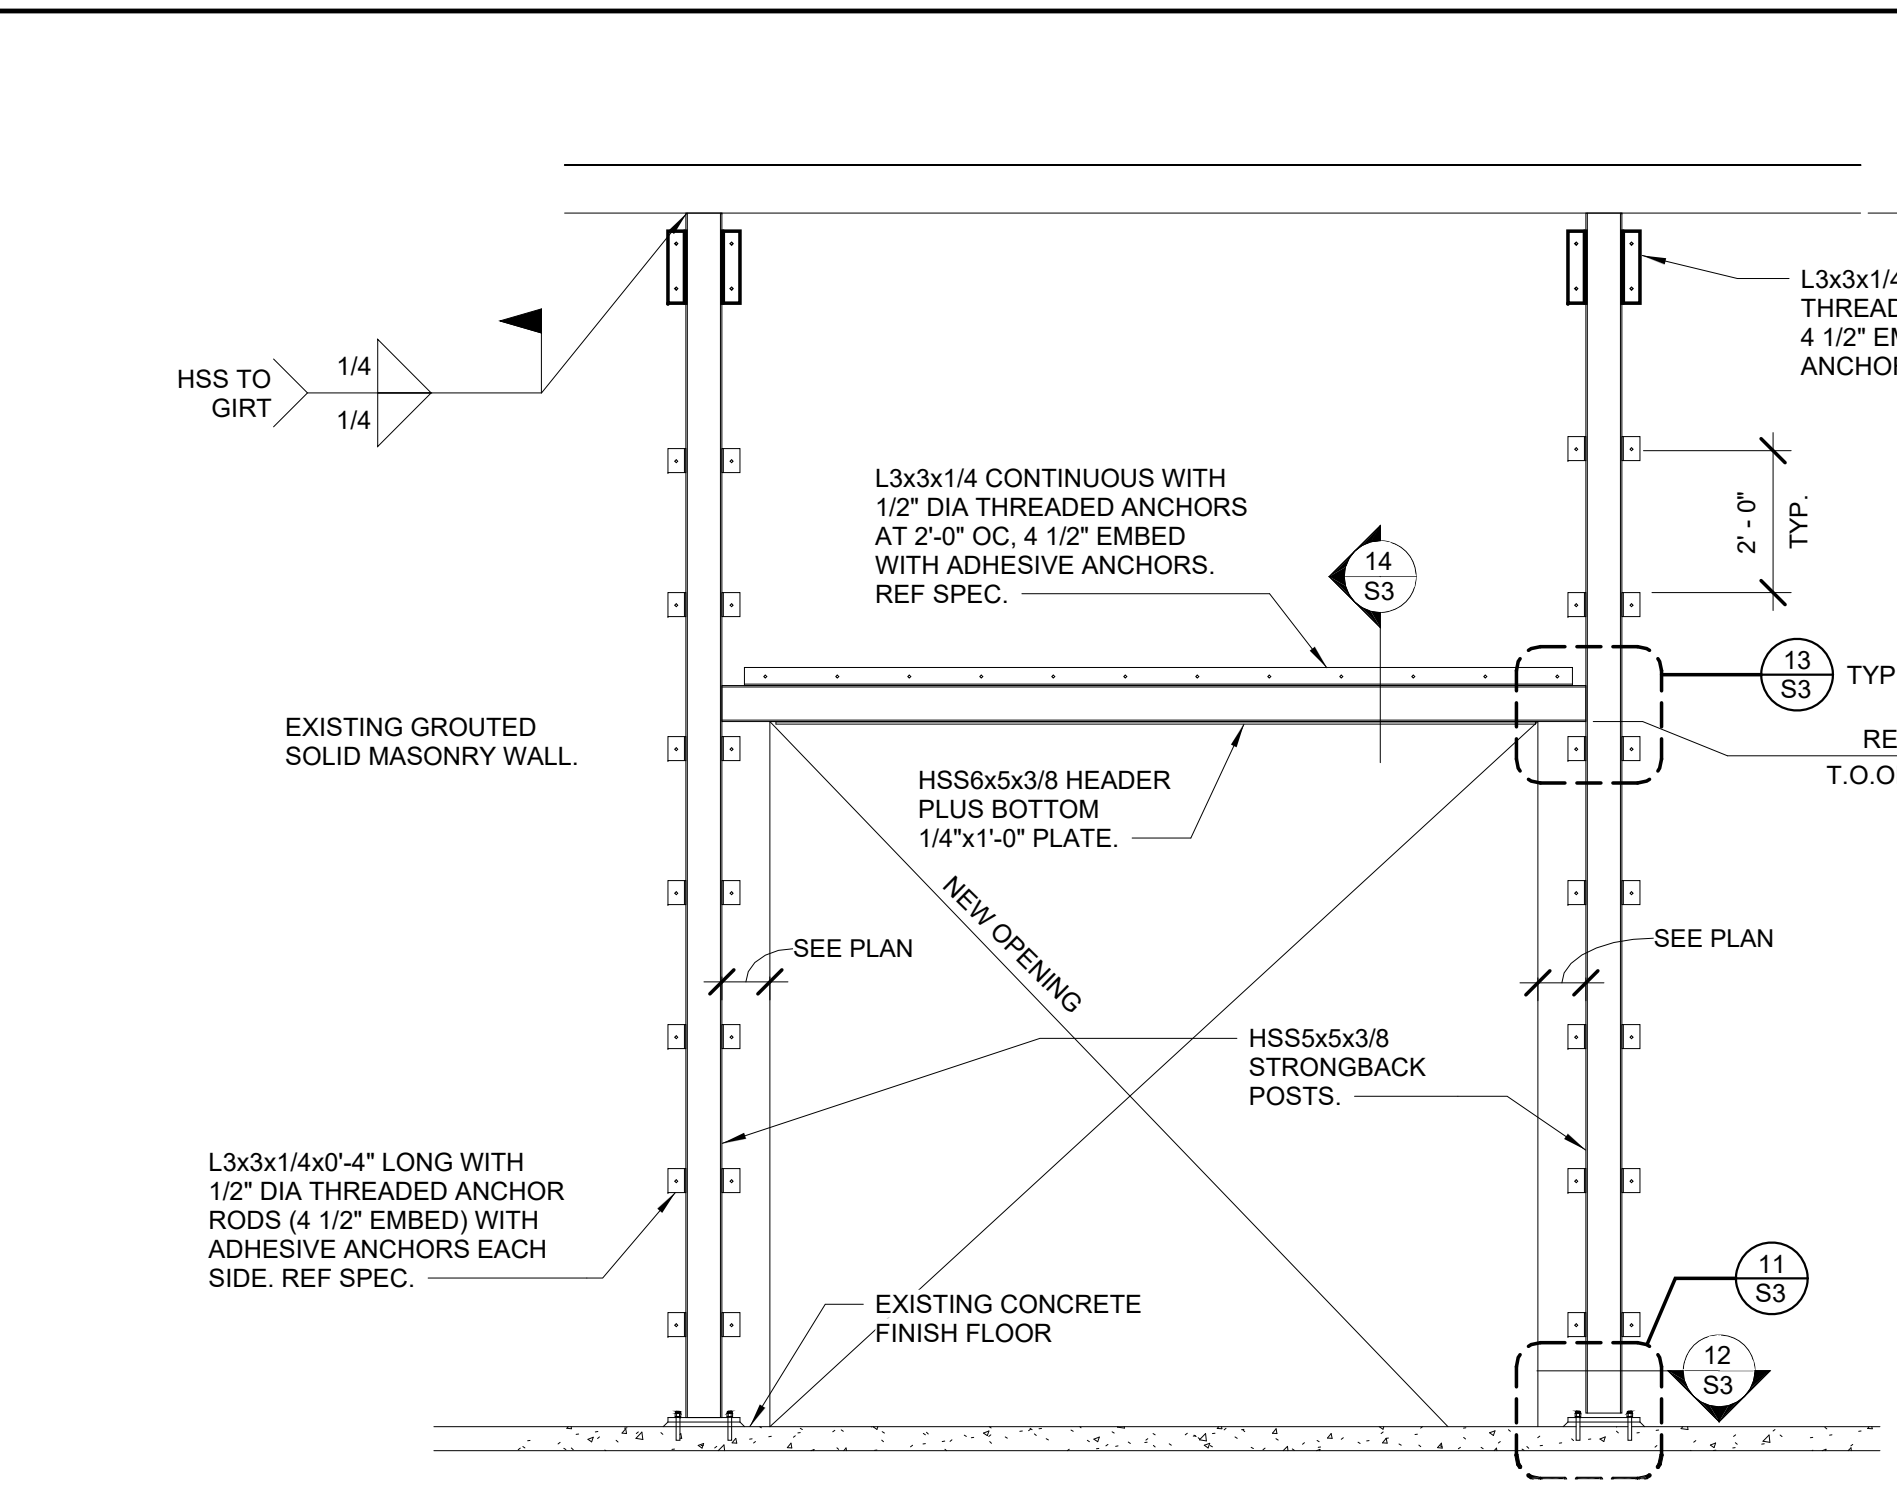 L3x3x1/4
THREAD
4 1/2" EM
ANCHOR
HSS TO
GIRT
1/4
1/4
L3x3x1/4 CONTINUOUS WITH
1/2" DIA THREADED ANCHORS
AT 2'-0" OC, 4 1/2" EMBED
WITH ADHESIVE ANCHORS.
REF SPEC.
14
S3
2' - 0"
TYP.
13
S3
TYP
RE
T.O.O
EXISTING GROUTED
SOLID MASONRY WALL.
HSS6x5x3/8 HEADER
PLUS BOTTOM
1/4"x1'-0" PLATE.
NEW OPENING
SEE PLAN
SEE PLAN
HSS5x5x3/8
STRONGBACK
POSTS.
L3x3x1/4x0'-4" LONG WITH
1/2" DIA THREADED ANCHOR
RODS (4 1/2" EMBED) WITH
ADHESIVE ANCHORS EACH
SIDE. REF SPEC.
EXISTING CONCRETE
FINISH FLOOR
11
S3
12
S3